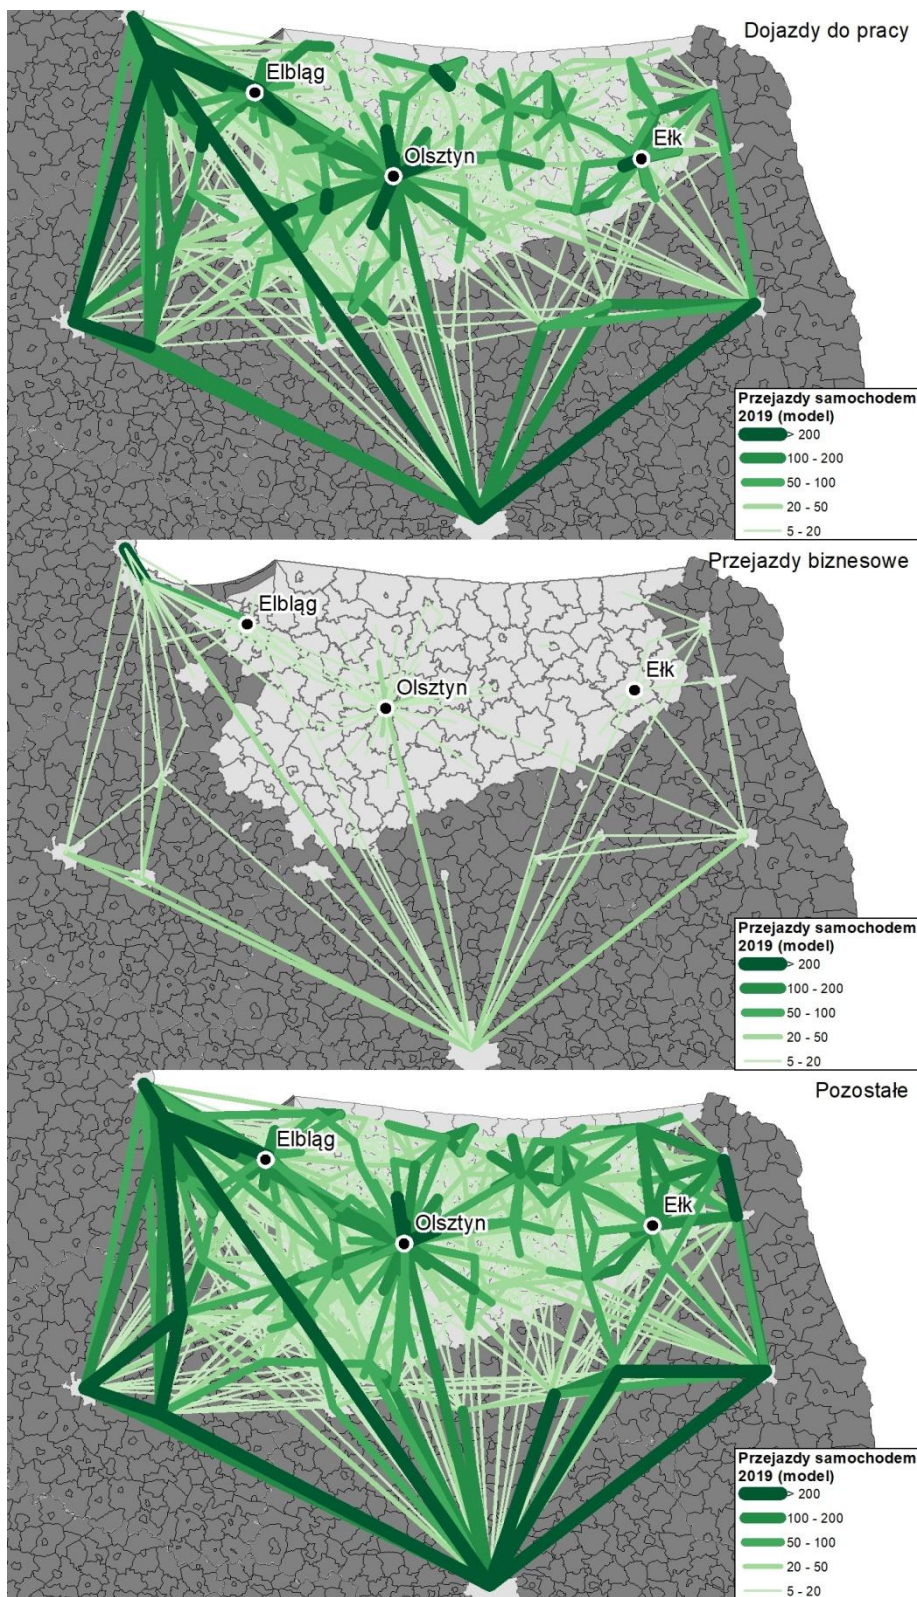 Dojazdy do pracy
Elbląg
Olsztyn
Ełk
Przejazdy samochodem
2019 (model)
> 200
100 - 200
50 - 100
20 - 50
5 - 20
Przejazdy biznesowe
Elbląg
Ełk
Olsztyn
Przejazdy samochodem
2019 (model)
> 200
100 - 200
50 - 100
20 - 50
5 - 20
Pozostałe
Elbląg
Olsztyn
Ełk
Przejazdy samochodem
2019 (model)
> 200
100 - 200
50 - 100
20 - 50
5 - 20